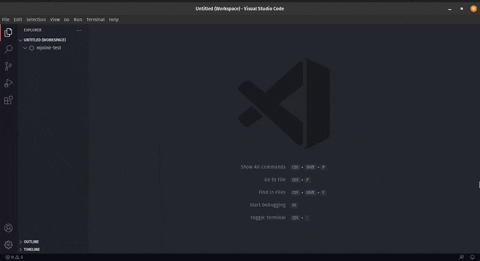 Untitled (Workspace) - Visual Studio Code
File Edit Selection View Go Run Terminal Help
EXPLORER
UNTITLED (WORKSPACE)
Show All Commands Ctrl + Shift + P
Go to File Ctrl + P
Find in Files Ctrl + Shift + F
Start Debugging F5
Toggle Terminal Ctrl +
OUTLINE
TIMELINE
0 0